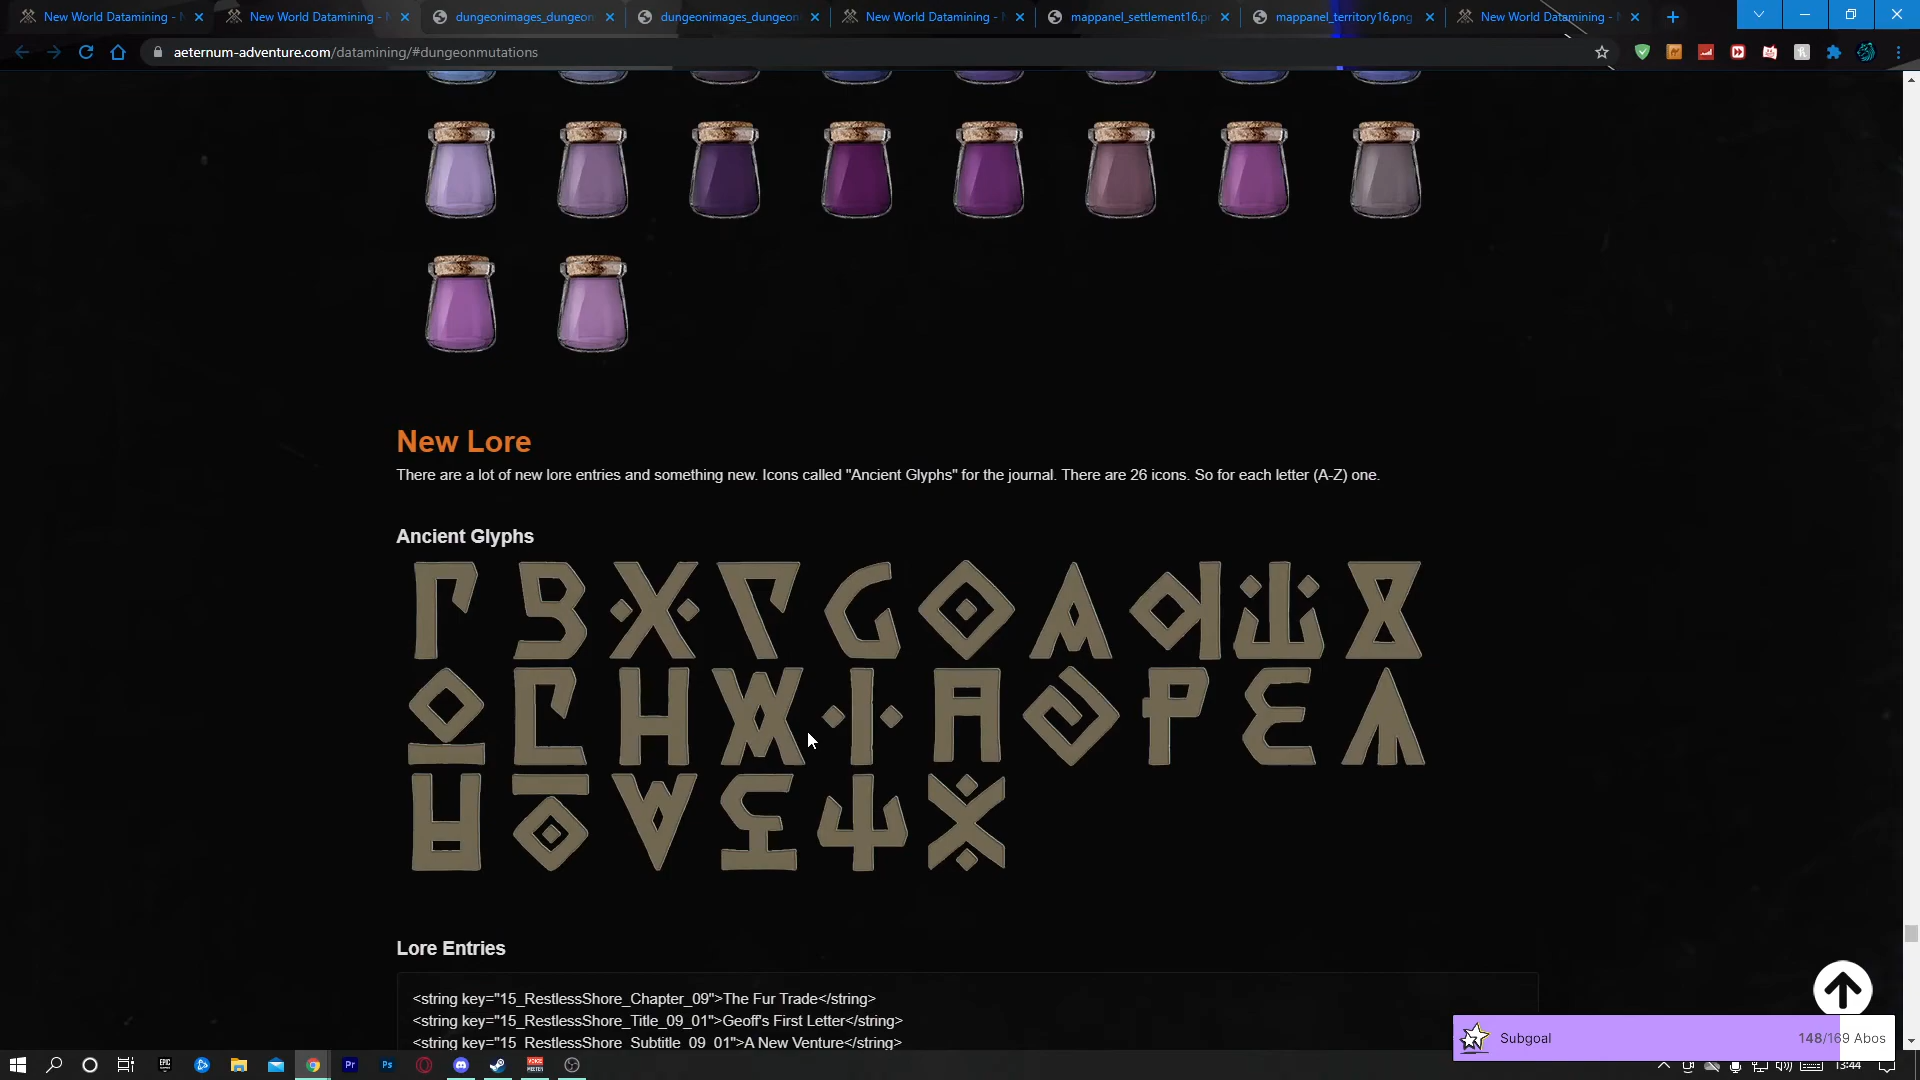 New World Datamining - N
New World Datamining - N
dungeonimages_dungeon
dungeonimages_dungeon
New World Datamining - N
mappanel_settlement16.pn
mappanel_territory16.png
New World Datamining - N
aeternum-adventure.com/datamining/#dungeonmutations
New Lore
There are a lot of new lore entries and something new. Icons called "Ancient Glyphs" for the journal. There are 26 icons. So for each letter (A-Z) one.
Ancient Glyphs
Lore Entries
<string key="15_RestlessShore_Chapter_09">The Fur Trade</string>
<string key="15_RestlessShore_Title_09_01">Geoff's First Letter</string>
<string key="15_RestlessShore_Subtitle_09_01">A New Venture</string>
Subgoal
148/169 Abos
EPIC
Pr
Ps
13:44